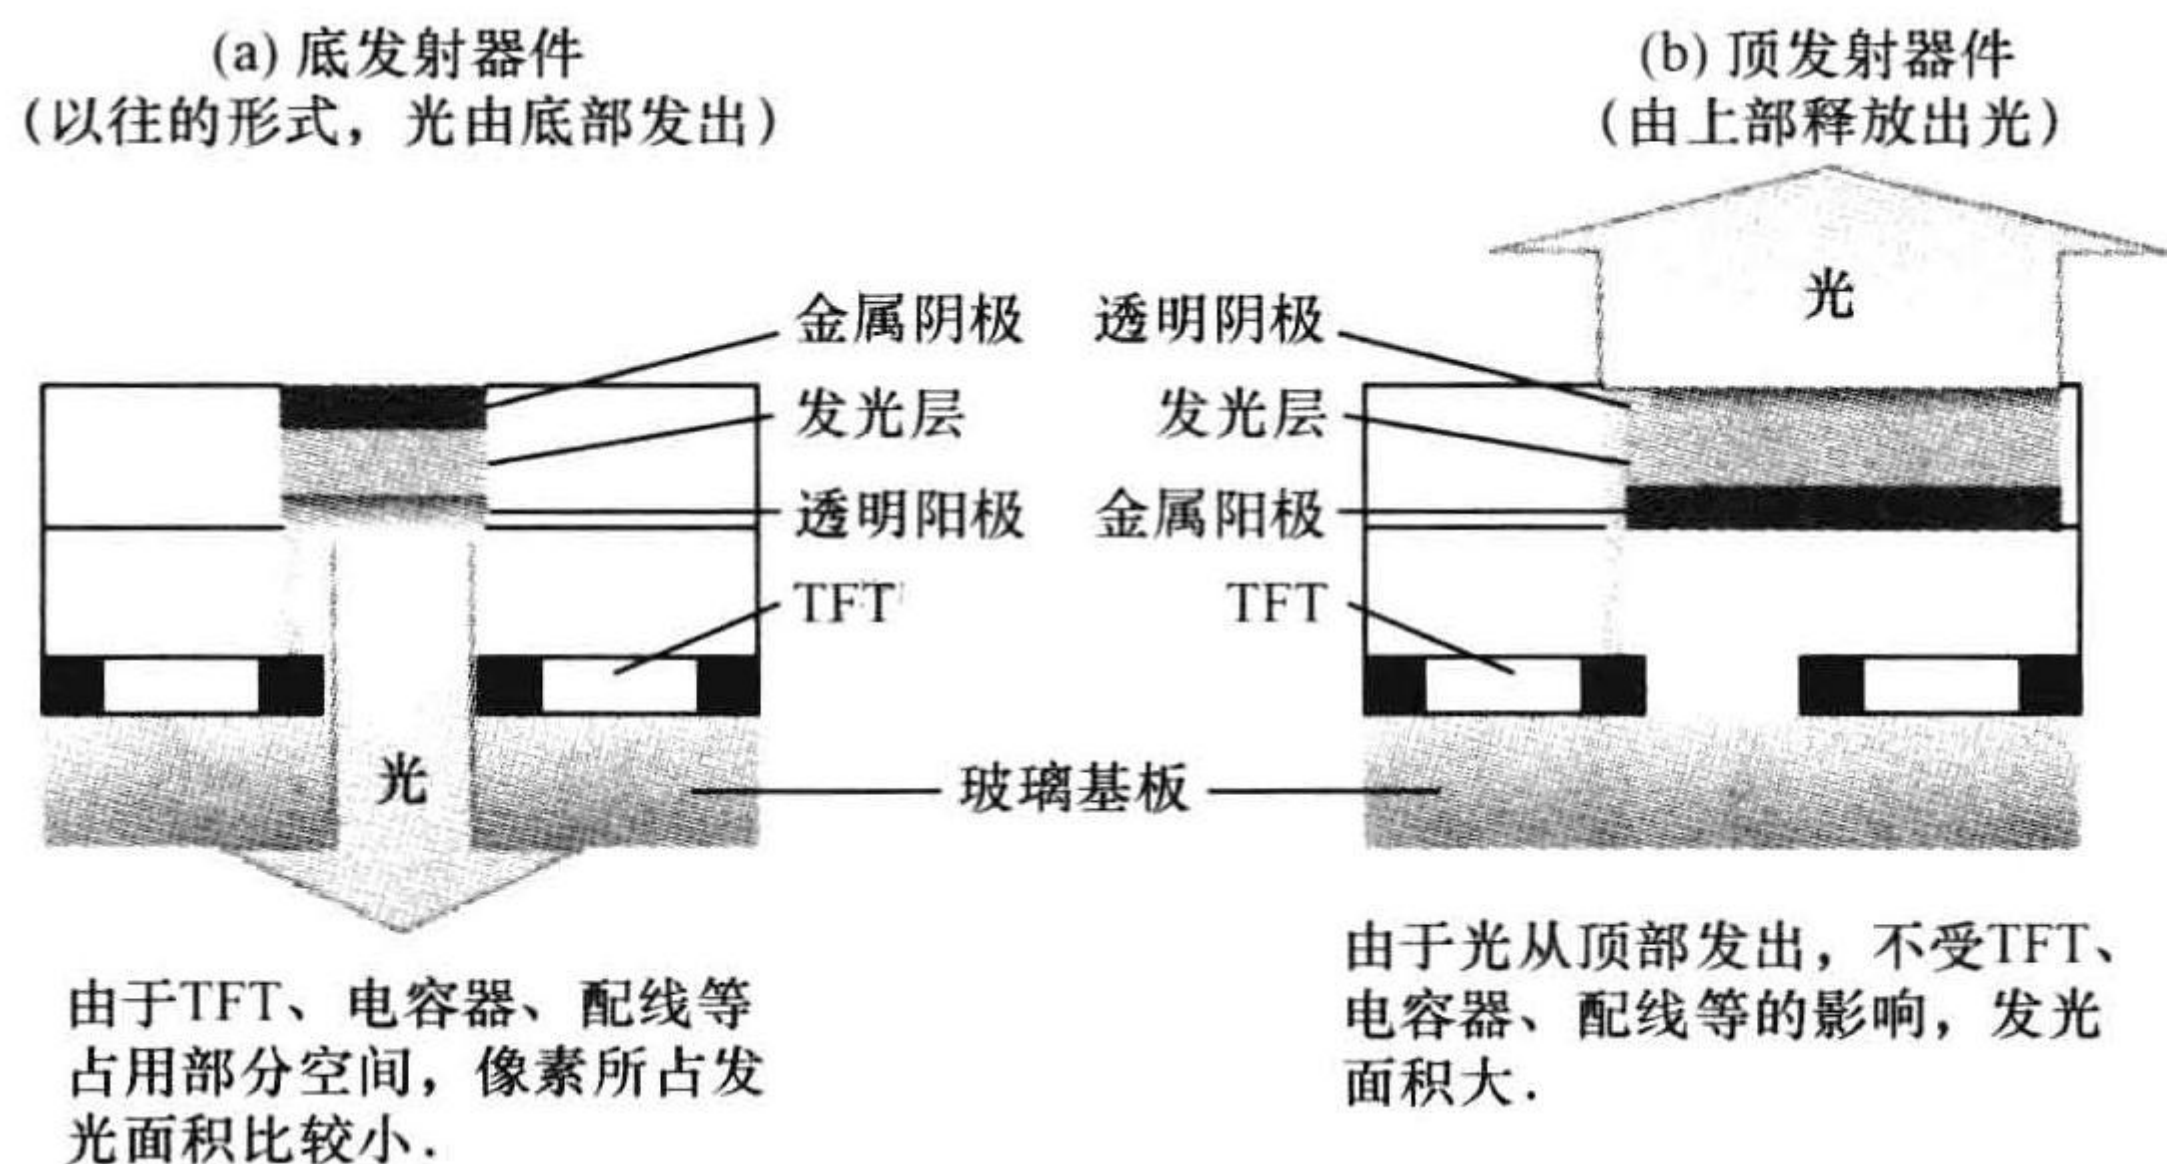 (a) 底发射器件
（以往的形式，光由底部发出）
(b) 顶发射器件
（由上部释放出光）
光
金属阴极
透明阴极
发光层
发光层
透明阳极
金属阳极
TFT
TFT
光
玻璃基板
由于TFT、电容器、配线等
占用部分空间，像素所占发
光面积比较小.
由于光从顶部发出，不受TFT、
电容器、配线等的影响，发光
面积大.